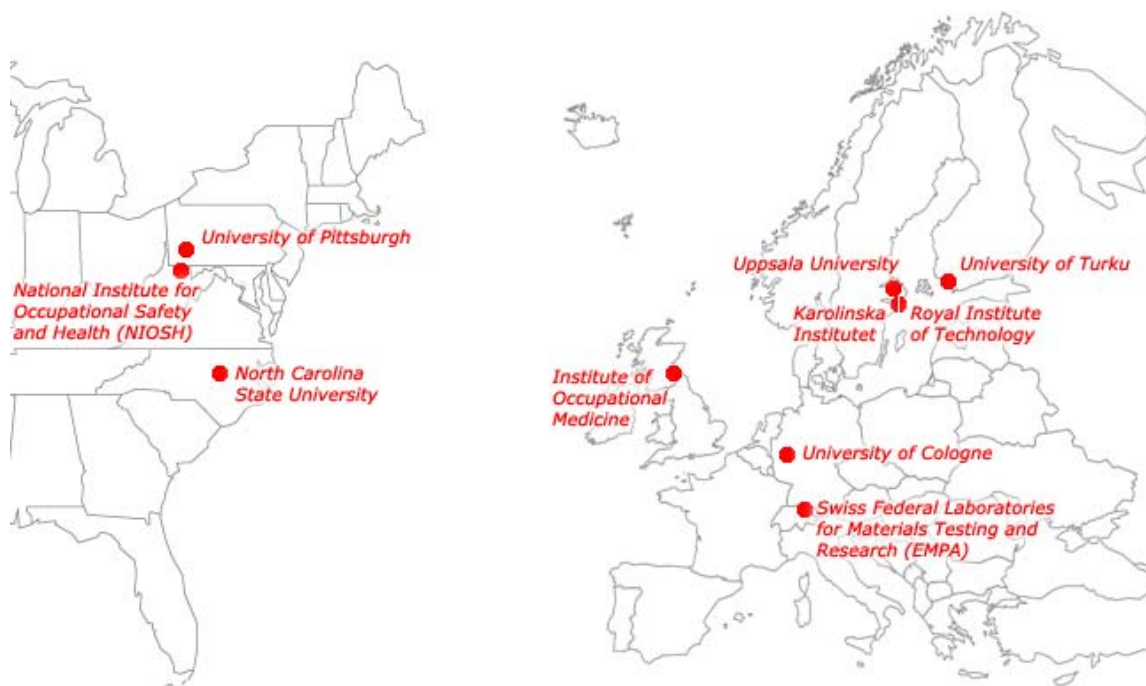 University of Pittsburgh
National Institute for
Occupational Safety
and Health (NIOSH)
North Carolina
State University
Uppsala University
University of Turku
Karolinska
Institutet
Royal Institute
of Technology
Institute of
Occupational
Medicine
University of Cologne
Swiss Federal Laboratories
for Materials Testing and
Research (EMPA)